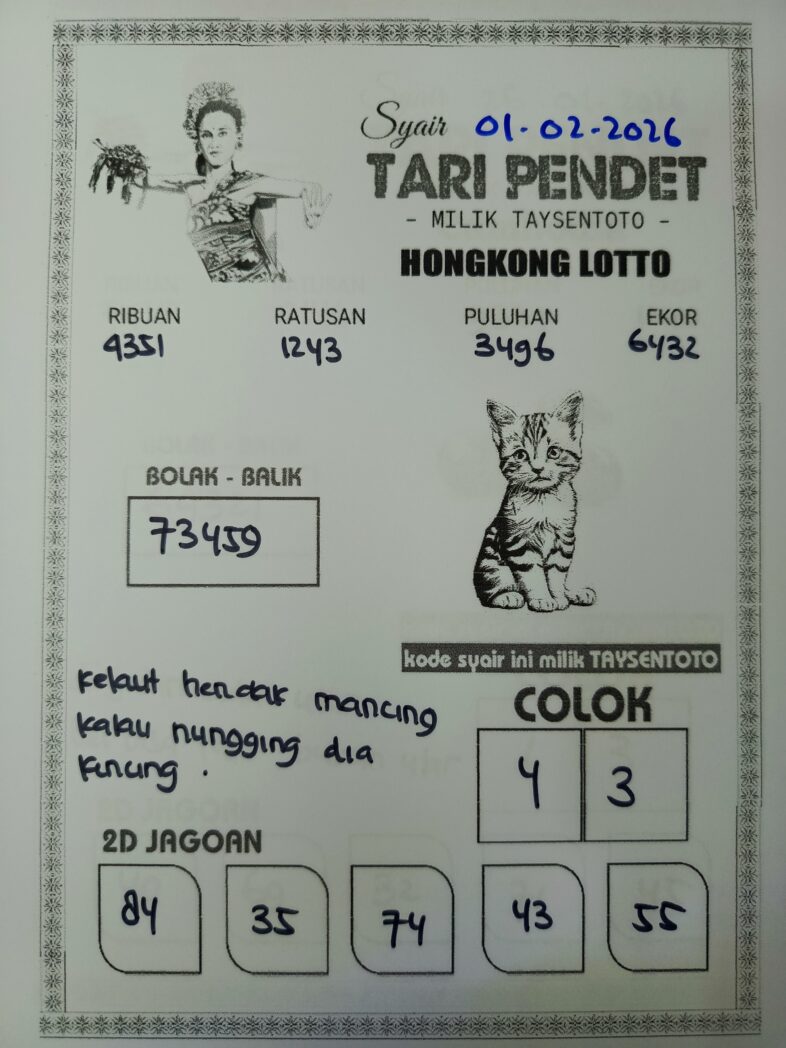 Syair 01-02-2026
TARI PENDET
- MILIK TAYSENTOTO -
HONGKONG LOTTO
RIBUAN RATUSAN PULUHAN EKOR
4351 1243 3496 6432
BOLAK - BALIK
73459
kode syair ini milik TAYSENTOTO
kelaut hendak mancing
kalau nungging dia
kincing.
COLOK
4 3
2D JAGOAN
84 35 74 43 55